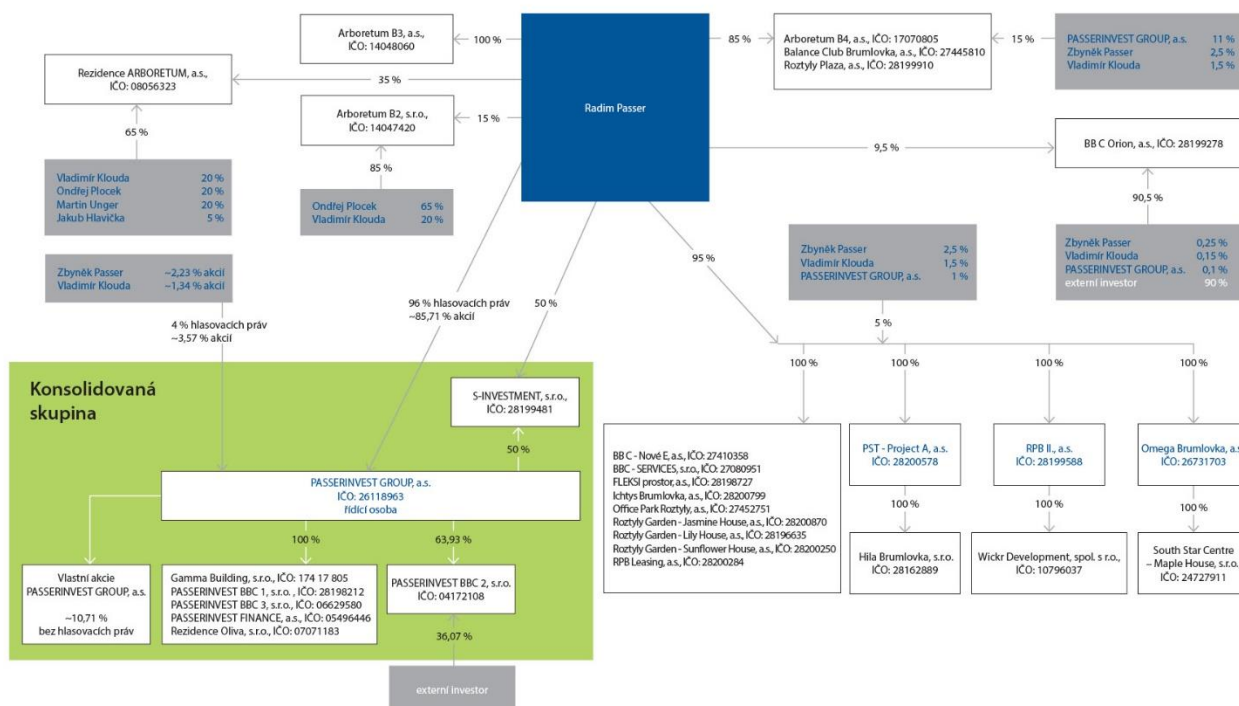 Arboretum B3, a.s.,
IČO: 14048060
100 %
Radim Passer
85 %
Arboretum B4, a.s., IČO: 17070805
Balance Club Brumlovka, a.s., 27445810
Roztyly Plaza, a.s., 28199910
15 %
PASSERINVEST GROUP, a.s. 11 %
Zbyněk Passer 2,5 %
Vladimír Klouda 1,5 %
Rezidence ARBORETUM, a.s.,
IČO: 08056323
35 %
Arboretum B2, s.r.o.,
IČO: 14047420
15 %
65 %
85 %
9,5 %
BB C Orion, a.s., IČO: 28199278
90,5 %
Vladimír Klouda 20 %
Ondřej Plocek 20 %
Martin Unger 20 %
Jakub Hlavička 5 %
Ondřej Plocek 65 %
Vladimír Klouda 20 %
Zbyněk Passer 2,5 %
Vladimír Klouda 1,5 %
PASSERINVEST GROUP, a.s. 1 %
Zbyněk Passer 0,25 %
Vladimír Klouda 0,15 %
PASSERINVEST GROUP, a.s. 0,1 %
externí investor 90 %
Zbyněk Passer ~2,23 % akcií
Vladimír Klouda ~1,34 % akcií
95 %
4 % hlasovacích práv
~3,57 % akcií
96 % hlasovacích práv
~85,71 % akcií
50 %
5 %
100 %
100 %
100 %
100 %
Konsolidovaná
skupina
S-INVESTMENT, s.r.o.,
IČO: 28199481
50 %
PASSERINVEST GROUP, a.s.
IČO: 26118963
řídící osoba
100 %
63,93 %
Vlastní akcie
PASSERINVEST GROUP, a.s.
~10,71 %
bez hlasovacích práv
Gamma Building, s.r.o., IČO: 174 17 805
PASSERINVEST BBC 1, s.r.o. , 28198212
PASSERINVEST BBC 3, s.r.o., 06629580
PASSERINVEST FINANCE, a.s., IČO: 05496446
Rezidence Oliva, s.r.o., IČO: 07071183
PASSERINVEST BBC 2, s.r.o.
IČO: 04172108
36,07 %
externí investor
BB C - Nové E, a.s., IČO: 27410358
BBC - SERVICES, s.r.o., IČO: 27080951
FLEKSI prostor, a.s., IČO: 28198727
Ichtys Brumlovka, a.s., IČO: 28200799
Office Park Roztyly, a.s., IČO: 27452751
Roztyly Garden - Jasmine House, a.s., IČO: 28200870
Roztyly Garden - Lily House, a.s., IČO: 28196635
Roztyly Garden - Sunflower House, a.s., IČO: 28200250
RPB Leasing, a.s., IČO: 28200284
PST - Project A, a.s.
IČO: 28200578
RPB II., a.s.
IČO: 28199588
Omega Brumlovka, a.s.
IČO: 26731703
100 %
100 %
100 %
Hila Brumlovka, s.r.o.
IČO: 28162889
Wickr Development, spol. s r.o.,
IČO: 10796037
South Star Centre
– Maple House, s.r.o.
IČO: 24727911